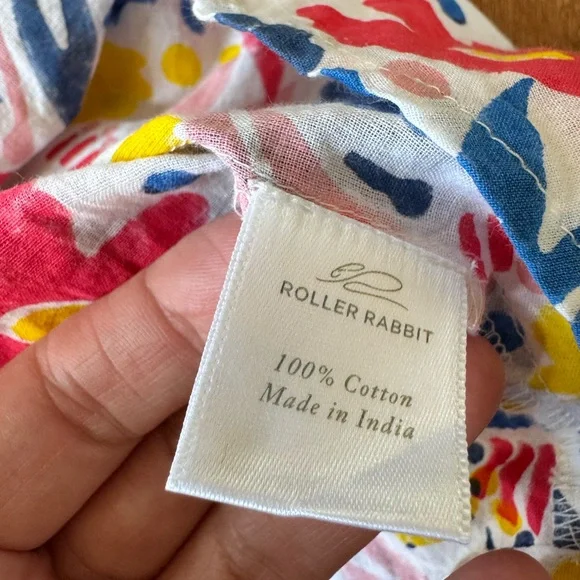 ROLLER RABBIT
100% Cotton
Made in India